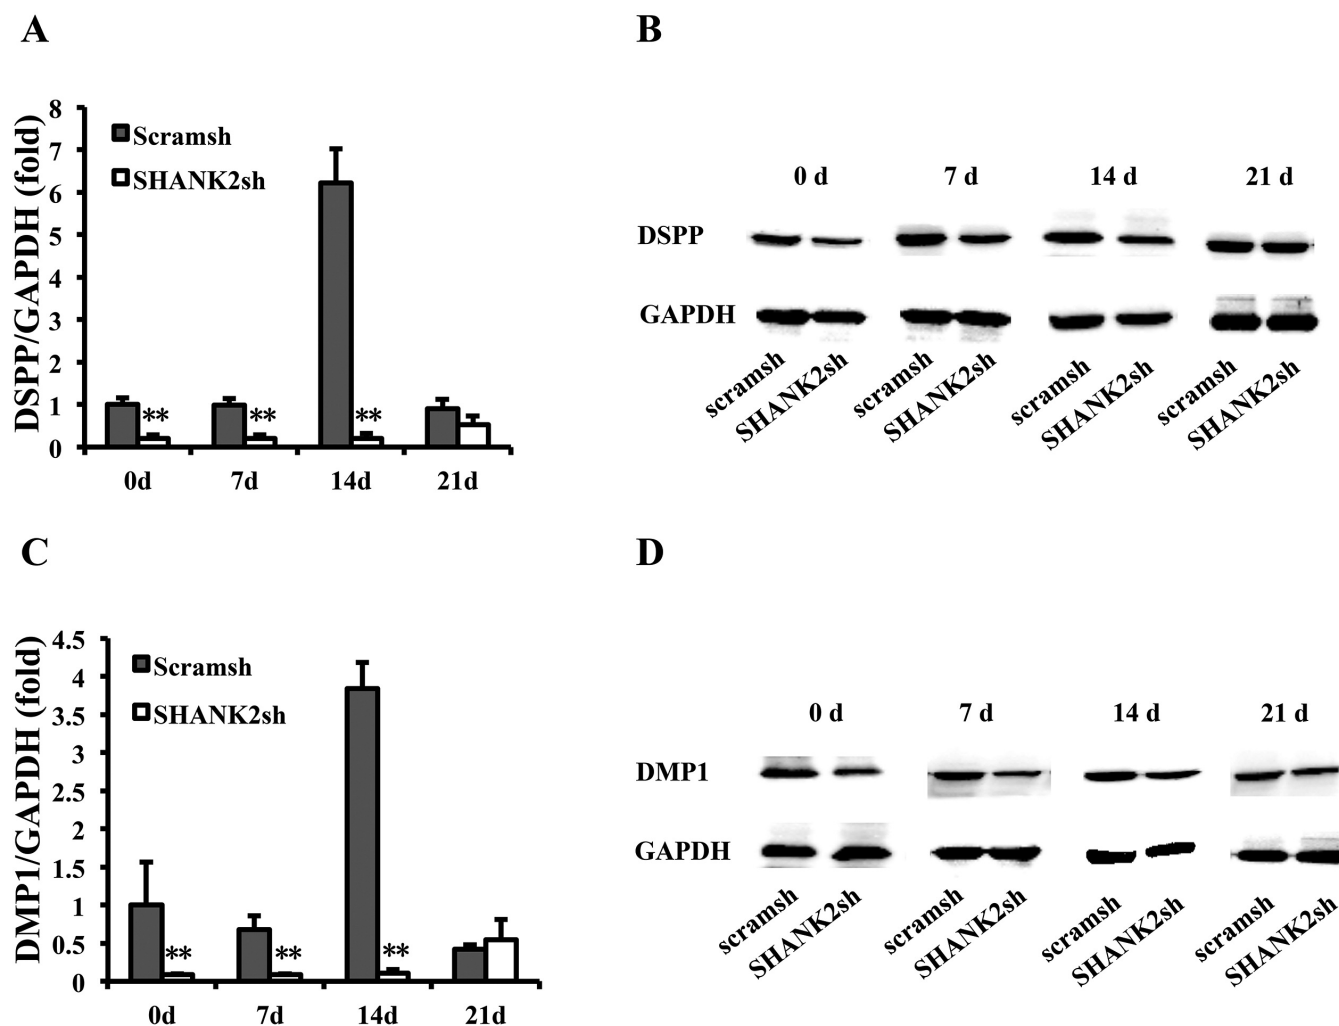 A
DSPP/GAPDH (fold)
8
7
6
5
4
3
2
1
0
Scramsh
SHANK2sh
** ** **
0d 7d 14d 21d
B
0 d 7 d 14 d 21 d
DSPP
GAPDH
scramsh SHANK2sh scramsh SHANK2sh scramsh SHANK2sh scramsh SHANK2sh
C
DMP1/GAPDH (fold)
4.5
4
3.5
3
2.5
2
1.5
1
0.5
0
Scramsh
SHANK2sh
** ** **
0d 7d 14d 21d
D
0 d 7 d 14 d 21 d
DMP1
GAPDH
scramsh SHANK2sh scramsh SHANK2sh scramsh SHANK2sh scramsh SHANK2sh